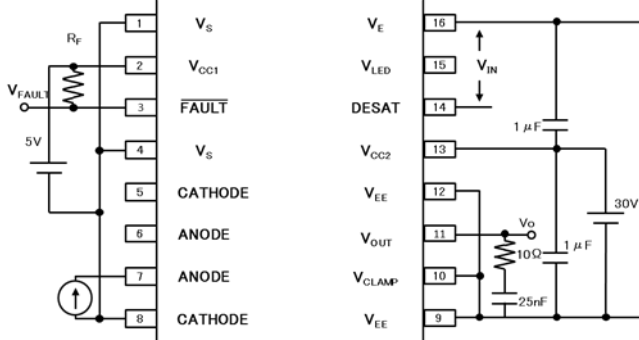 1 V_S V_E 16
R_F
2 V_CC1 V_LED 15 V_IN
V_FAULT
3 FAULT DESAT 14
1 μF
5V
4 V_S V_CC2 13
5 CATHODE V_EE 12
30V
6 ANODE V_OUT 11 Vo
10Ω 1 μF
7 ANODE V_CLAMP 10
25nF
8 CATHODE V_EE 9